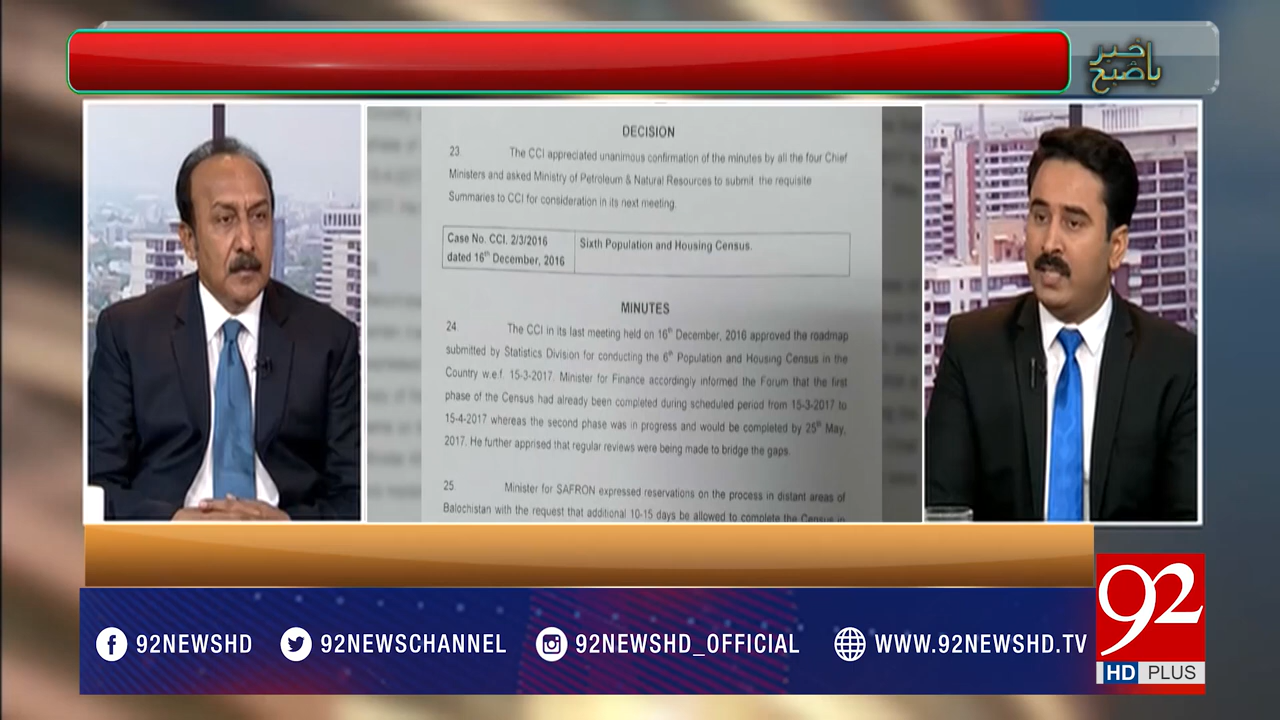 باخبر
صبح
DECISION
23. The CCI appreciated unanimous confirmation of the minutes by all the four Chief
Ministers and asked Ministry of Petroleum & Natural Resources to submit the requisite
Summaries to CCI for consideration in its next meeting.
Case No. CCI. 2/3/2016
dated 16th December, 2016
Sixth Population and Housing Census.
MINUTES
24. The CCI in its last meeting held on 16th December, 2016 approved the roadmap
submitted by Statistics Division for conducting the 6th Population and Housing Census in the
Country w.e.f. 15-3-2017. Minister for Finance accordingly informed the Forum that the first
phase of the Census had already been completed during scheduled period from 15-3-2017 to
15-4-2017 whereas the second phase was in progress and would be completed by 25th May,
2017. He further apprised that regular reviews were being made to bridge the gaps.
25. Minister for SAFRON expressed reservations on the process in distant areas of
Balochistan with the request that additional 10-15 days be allowed to complete the Census in
92NEWSHD
92NEWSCHANNEL
92NEWSHD_OFFICIAL
WWW.92NEWSHD.TV
92
HD PLUS